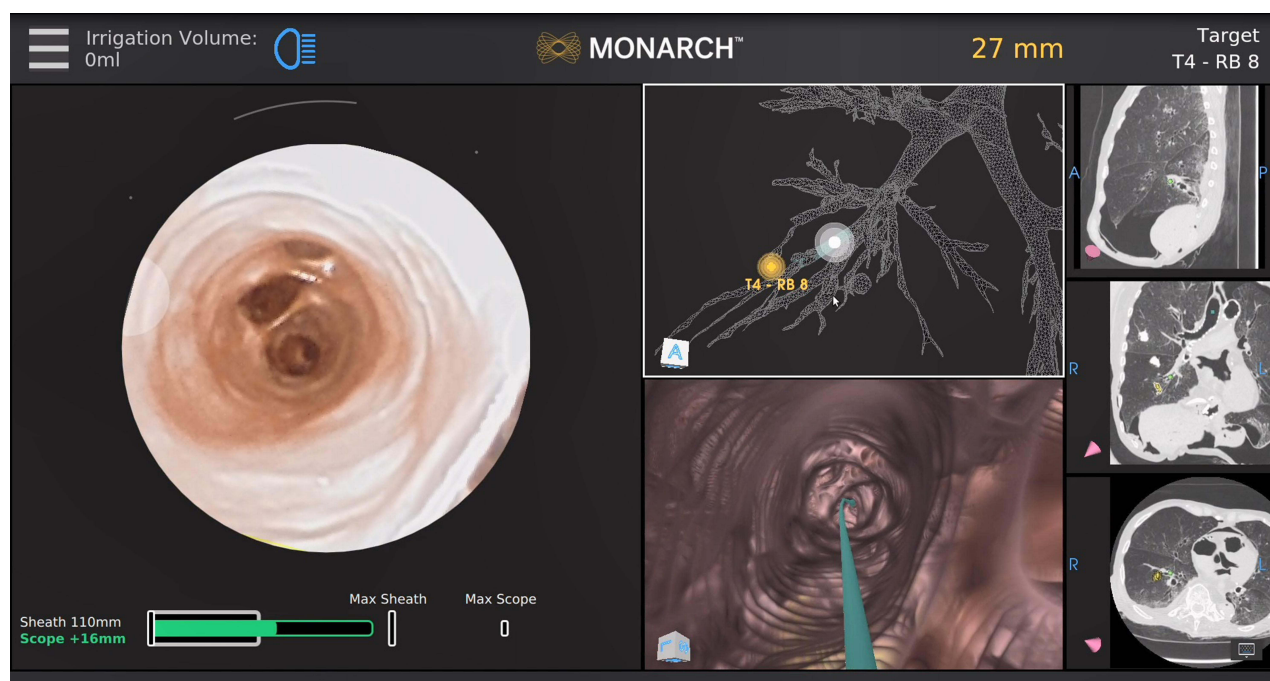 Irrigation Volume:
0ml
MONARCH™
27 mm
Target
T4 - RB 8
A
P
T4 - RB 8
A
R
L
R
L
Max Sheath
Max Scope
Sheath 110mm
Scope +16mm